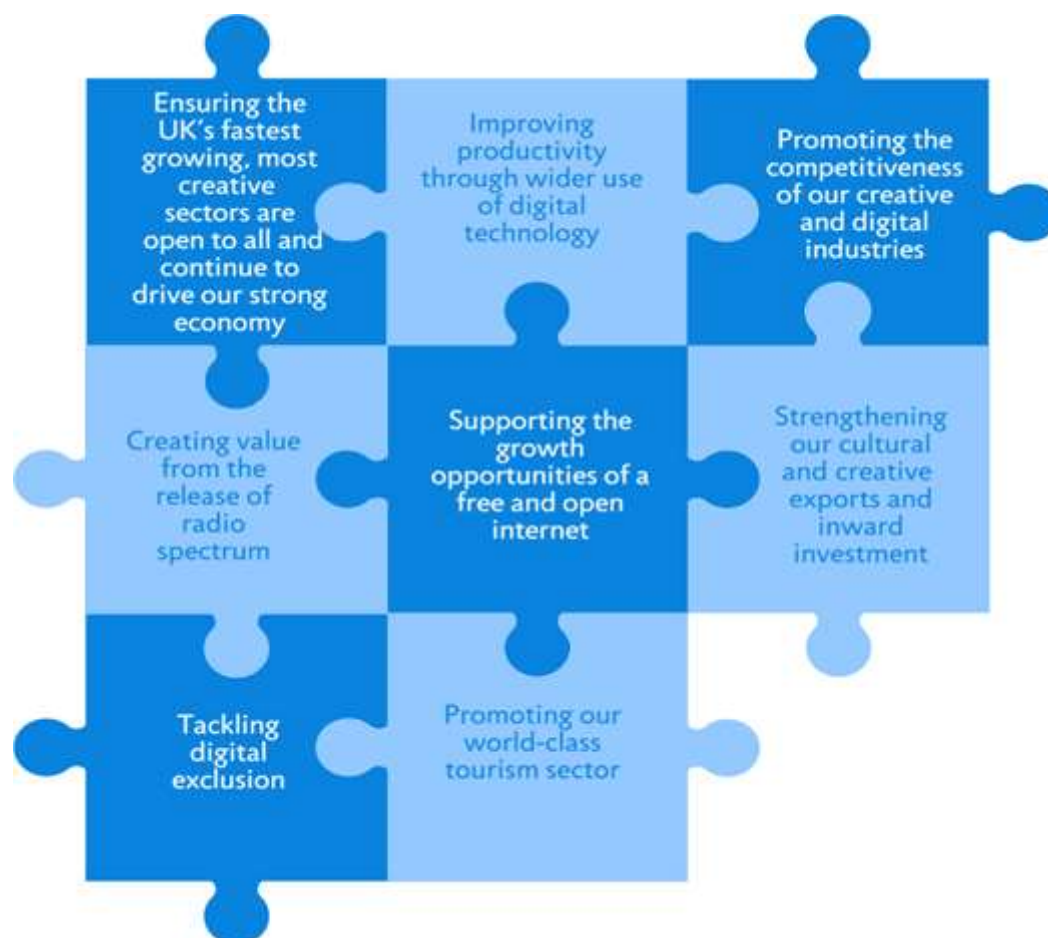 Ensuring the
UK's fastest
growing, most
creative
sectors are
open to all and
continue to
drive our strong
economy
Improving
productivity
through wider use
of digital
technology
Promoting the
competitiveness
of our creative
and digital
industries
Creating value
from the
release of
radio
spectrum
Supporting the
growth
opportunities of a
free and open
internet
Strengthening
our cultural
and creative
exports and
inward
investment
Tackling
digital
exclusion
Promoting our
world-class
tourism sector